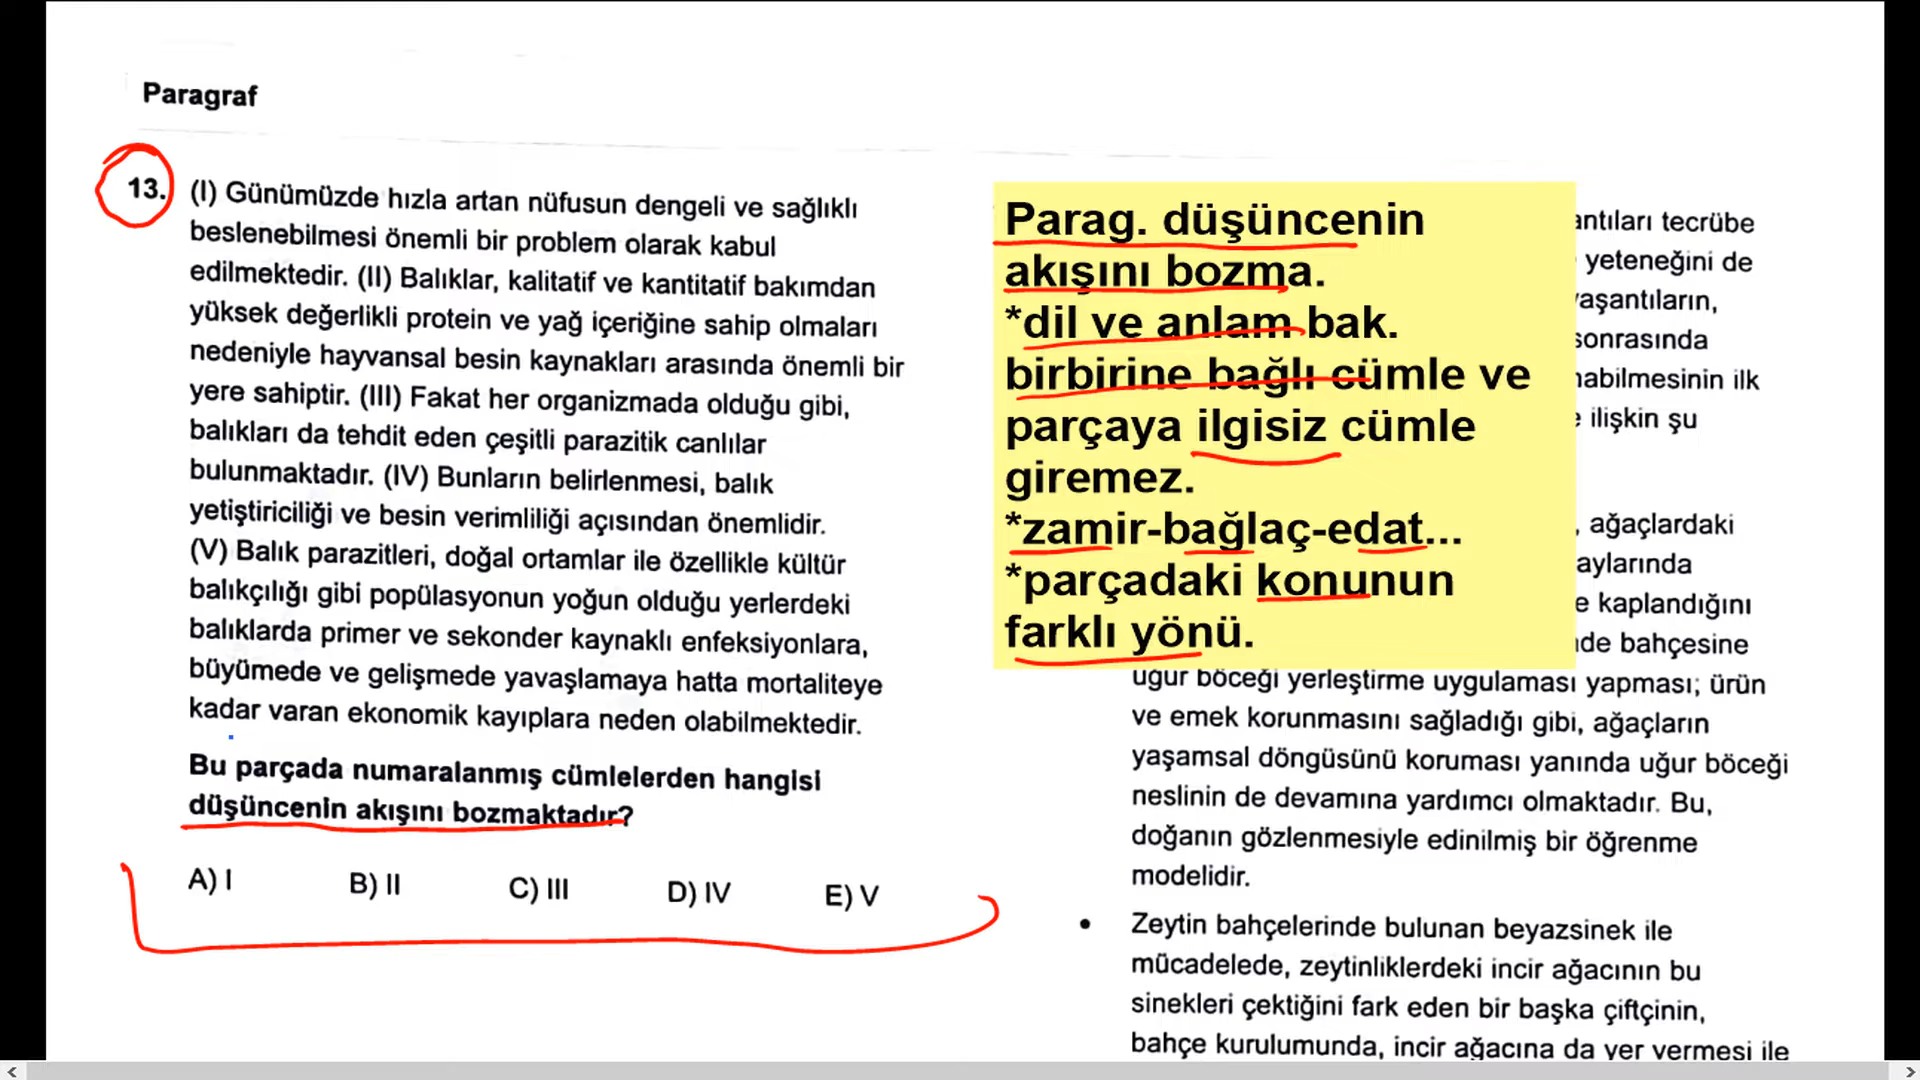 Paragraf
13. (I) Günümüzde hızla artan nüfusun dengeli ve sağlıklı
beslenebilmesi önemli bir problem olarak kabul
edilmektedir. (II) Balıklar, kalitatif ve kantitatif bakımdan
yüksek değerlikli protein ve yağ içeriğine sahip olmaları
nedeniyle hayvansal besin kaynakları arasında önemli bir
yere sahiptir. (III) Fakat her organizmada olduğu gibi,
balıkları da tehdit eden çeşitli parazitik canlılar
bulunmaktadır. (IV) Bunların belirlenmesi, balık
yetiştiriciliği ve besin verimliliği açısından önemlidir.
(V) Balık parazitleri, doğal ortamlar ile özellikle kültür
balıkçılığı gibi popülasyonun yoğun olduğu yerlerdeki
balıklarda primer ve sekonder kaynaklı enfeksiyonlara,
büyümede ve gelişmede yavaşlamaya hatta mortaliteye
kadar varan ekonomik kayıplara neden olabilmektedir.
Bu parçada numaralanmış cümlelerden hangisi
düşüncenin akışını bozmaktadır?
A) I B) II C) III D) IV E) V
Parag. düşüncenin
akışını bozma.
*dil ve anlam bak.
birbirine bağlı cümle ve
parçaya ilgisiz cümle
giremez.
*zamir-bağlaç-edat...
*parçadaki konunun
farklı yönü.
antıları tecrübe
yeteneğini de
yaşantıların,
sonrasında
nabilmesinin ilk
ilişkin şu
, ağaçlardaki
aylarında
e kaplandığını
nde bahçesine
uğur böceği yerleştirme uygulaması yapması; ürün
ve emek korunmasını sağladığı gibi, ağaçların
yaşamsal döngüsünü koruması yanında uğur böceği
neslinin de devamına yardımcı olmaktadır. Bu,
doğanın gözlenmesiyle edinilmiş bir öğrenme
modelidir.
• Zeytin bahçelerinde bulunan beyazsinek ile
mücadelede, zeytinliklerdeki incir ağacının bu
sinekleri çektiğini fark eden bir başka çiftçinin,
bahçe kurulumunda, incir ağacına da yer vermesi ile